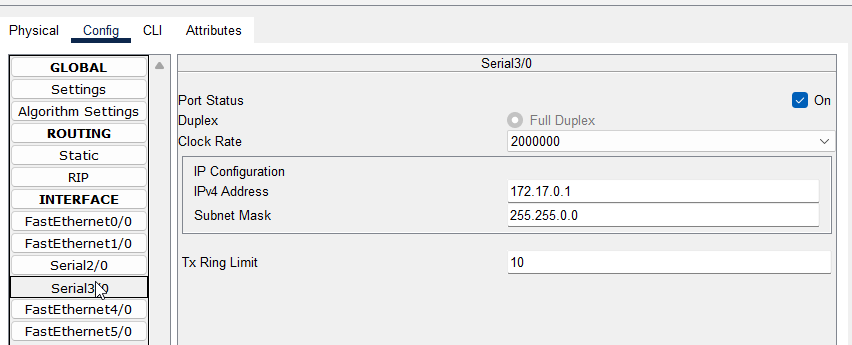 Physical Config CLI Attributes
GLOBAL
Settings
Algorithm Settings
ROUTING
Static
RIP
INTERFACE
FastEthernet0/0
FastEthernet1/0
Serial2/0
Serial3/0
FastEthernet4/0
FastEthernet5/0
Serial3/0
Port Status On
Duplex Full Duplex
Clock Rate 2000000
IP Configuration
IPv4 Address 172.17.0.1
Subnet Mask 255.255.0.0
Tx Ring Limit 10